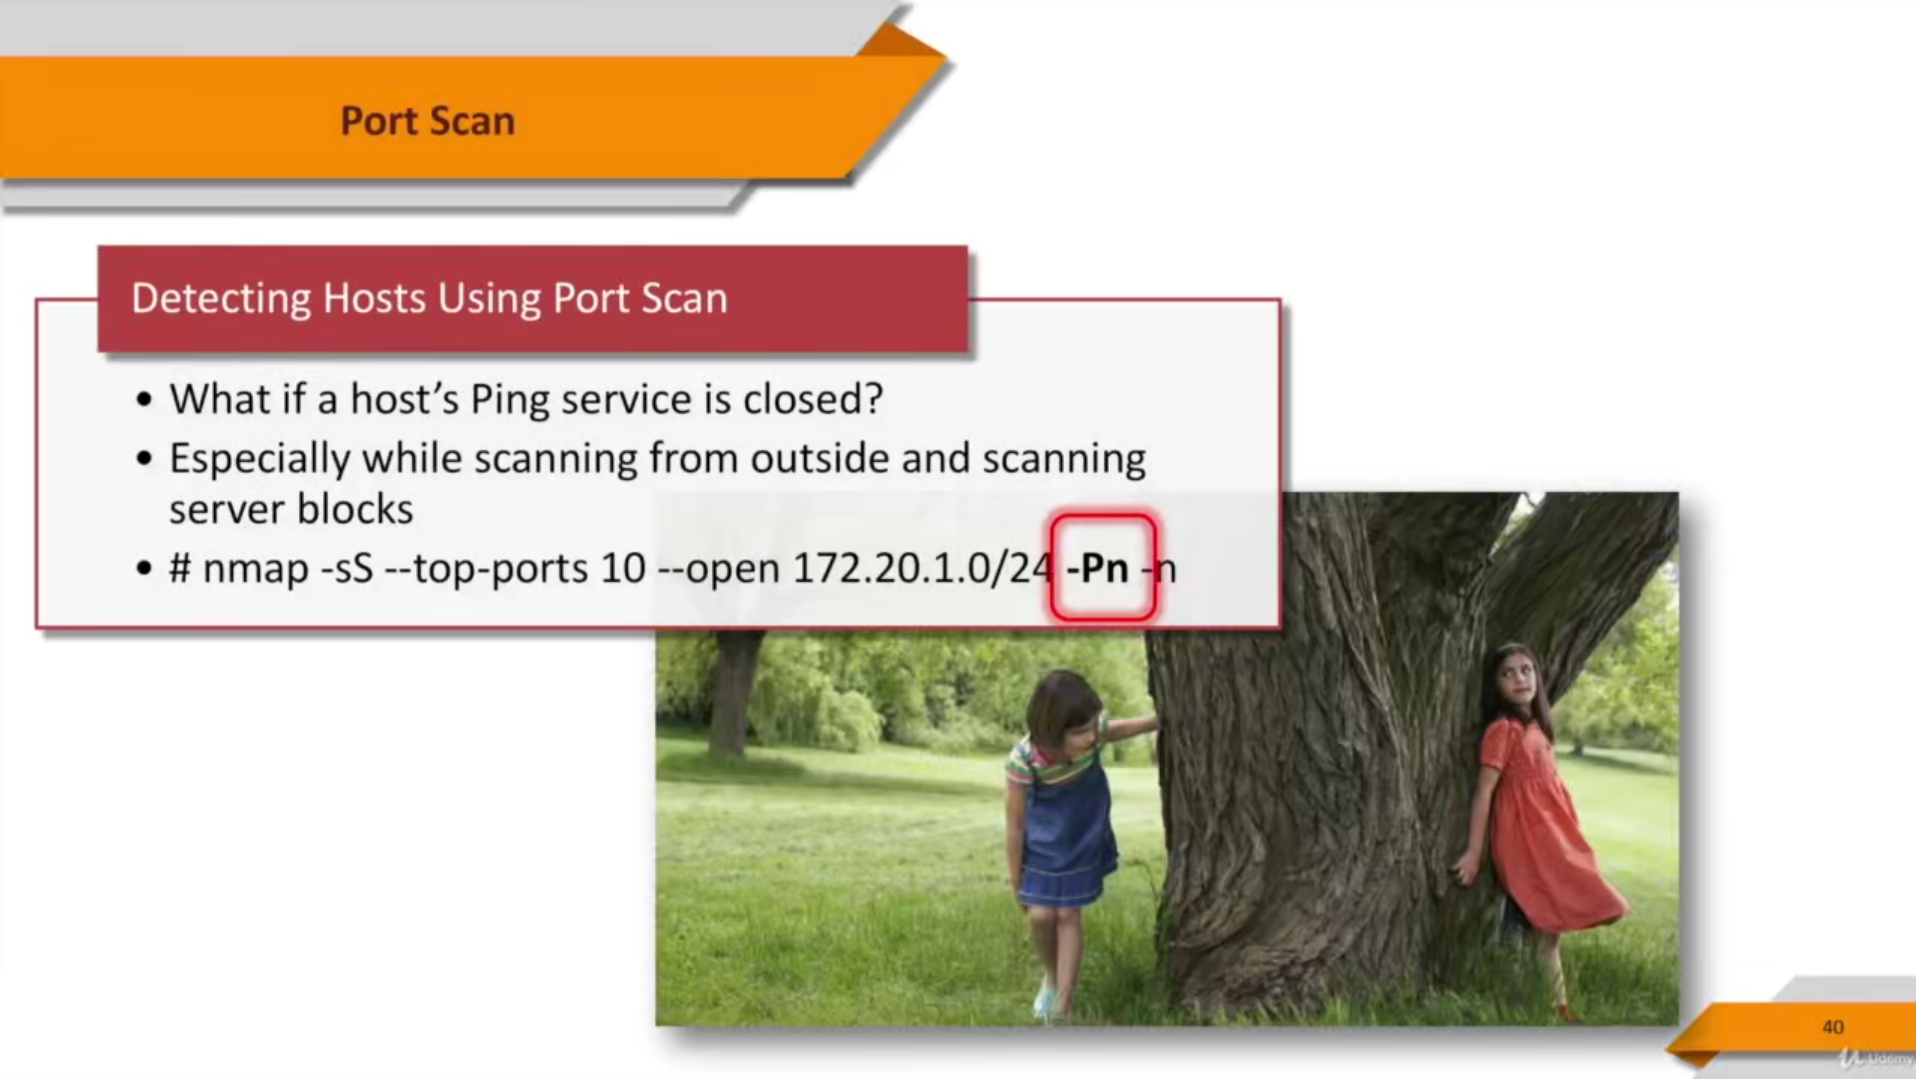 Port Scan
Detecting Hosts Using Port Scan
• What if a host’s Ping service is closed?
• Especially while scanning from outside and scanning
server blocks
• # nmap -sS --top-ports 10 --open 172.20.1.0/24 -Pn -n
40
Udemy